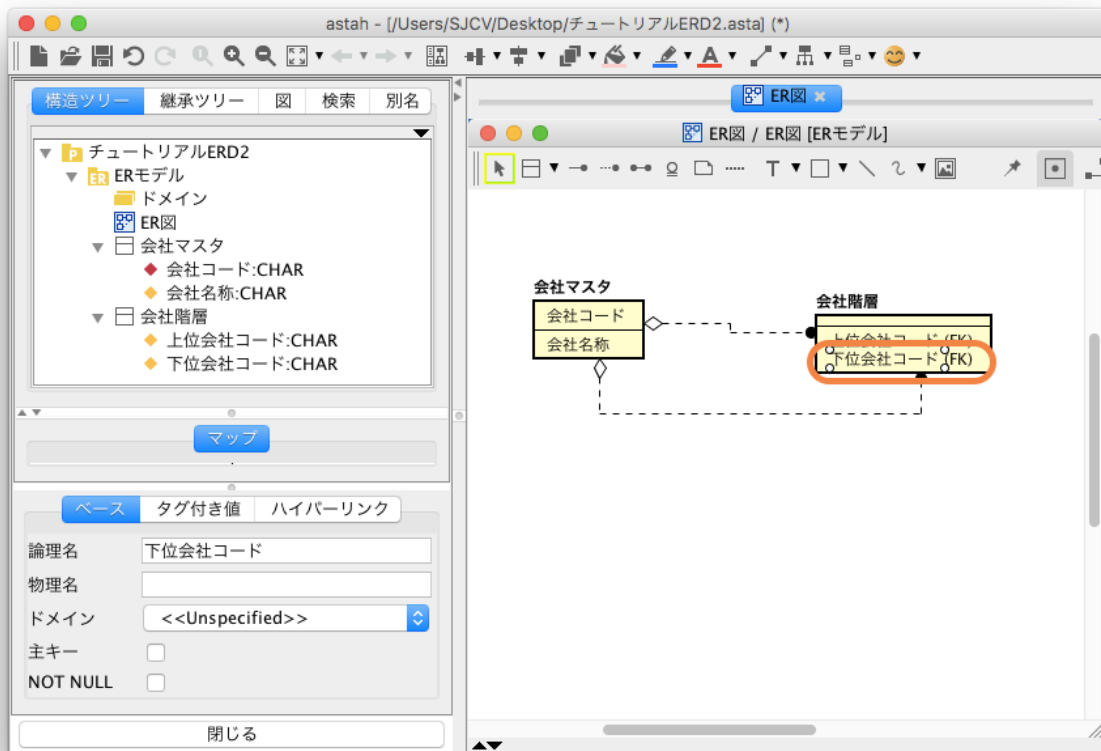 astah - [/Users/SJCV/Desktop/チュートリアルERD2.asta] (*)
構造ツリー 継承ツリー 図 検索 別名
チュートリアルERD2
ERモデル
ドメイン
ER図
会社マスタ
会社コード:CHAR
会社名称:CHAR
会社階層
上位会社コード:CHAR
下位会社コード:CHAR
マップ
ベース タグ付き値 ハイパーリンク
論理名 下位会社コード
物理名
ドメイン <<Unspecified>>
主キー
NOT NULL
閉じる
ER図
ER図 / ER図 [ERモデル]
T
会社マスタ
会社コード
会社名称
会社階層
上位会社コード (FK)
下位会社コード (FK)